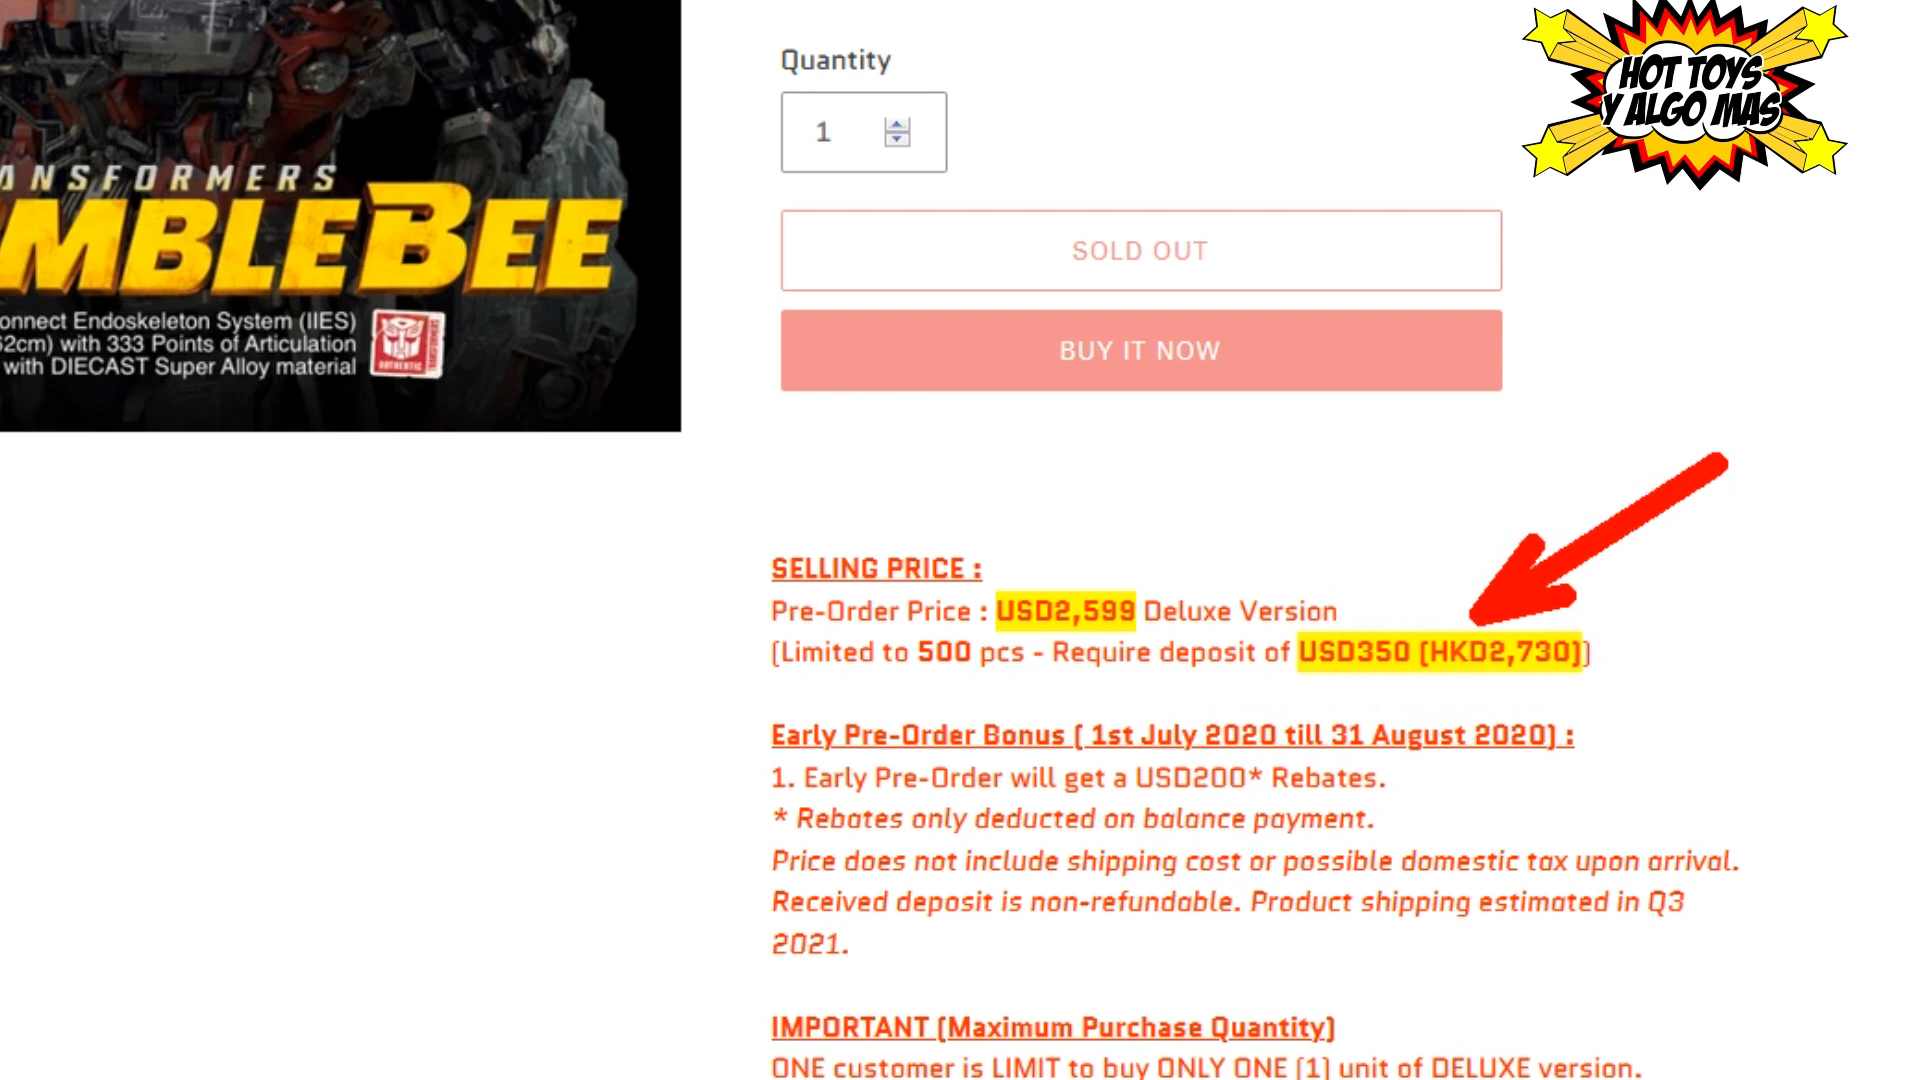 Quantity
1
SOLD OUT
BUY IT NOW
HOT TOYS
Y ALGO MAS
ANSFORMERS
MBLEBEE
onnect Endoskeleton System (IIES)
62cm) with 333 Points of Articulation
with DIECAST Super Alloy material
AUTHENTIC
TRANSFORMERS
SELLING PRICE :
Pre-Order Price : USD2,599 Deluxe Version
(Limited to 500 pcs - Require deposit of USD350 (HKD2,730))
Early Pre-Order Bonus ( 1st July 2020 till 31 August 2020) :
1. Early Pre-Order will get a USD200* Rebates.
* Rebates only deducted on balance payment.
Price does not include shipping cost or possible domestic tax upon arrival.
Received deposit is non-refundable. Product shipping estimated in Q3
2021.
IMPORTANT (Maximum Purchase Quantity)
ONE customer is LIMIT to buy ONLY ONE (1) unit of DELUXE version.